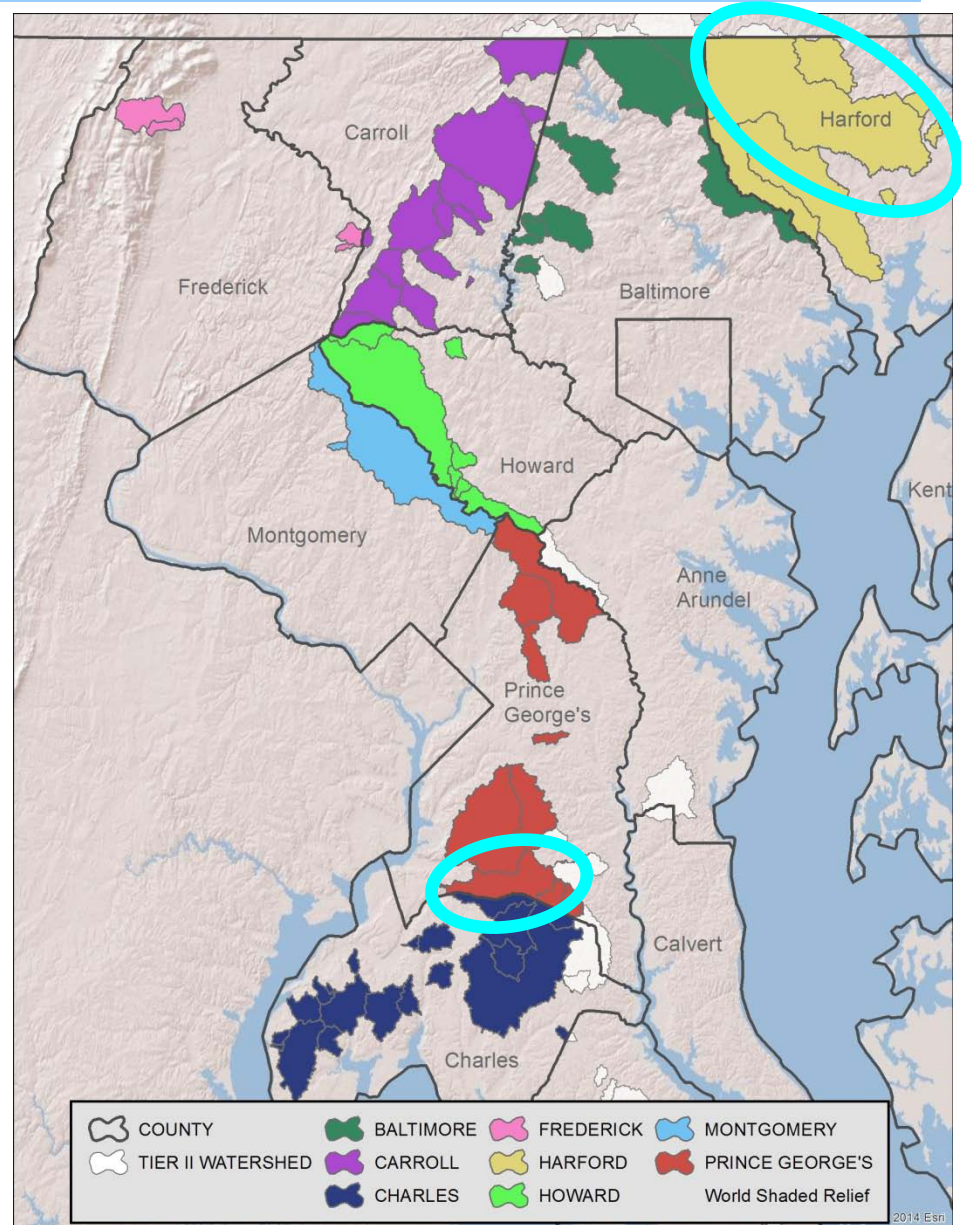 Carroll
Harford
Frederick
Baltimore
Howard
Kent
Montgomery
Anne
Arundel
Prince
George's
Calvert
Charles
COUNTY
TIER II WATERSHED
BALTIMORE
CARROLL
CHARLES
FREDERICK
HARFORD
HOWARD
MONTGOMERY
PRINCE GEORGE'S
World Shaded Relief
2014 Esri